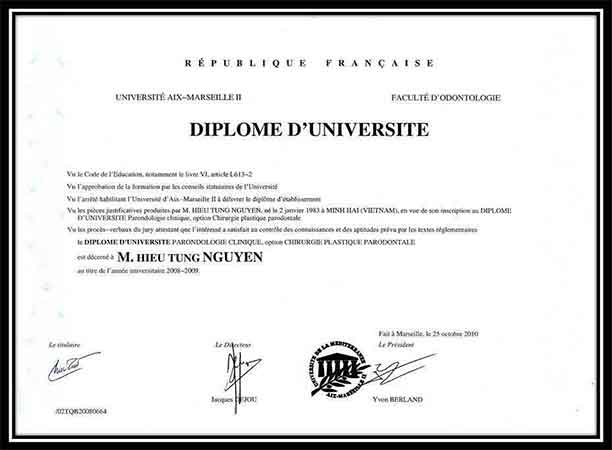 RÉPUBLIQUE FRANÇAISE
UNIVERSITÉ AIX-MARSEILLE II
FACULTÉ D'ODONTOLOGIE
DIPLOME D'UNIVERSITE
Vu le Code de l'Education, notamment le livre VI, article L613-2
Vu l'approbation de la formation par les conseils statutaires de l'Université
Vu l'arrêté habilitant l'Université d'Aix-Marseille II à délivrer le diplôme d'établissement
Vu les pièces justificatives produites par M. HIEU TUNG NGUYEN, né le 2 janvier 1983 à MINH HAI (VIETNAM), en vue de son inscription au DIPLOME
D'UNIVERSITE Parondologie clinique, option Chirurgie plastique parodontale
Vu les procès-verbaux du jury attestant que l'intéressé a satisfait au contrôle des connaissances et des aptitudes prévu par les textes réglementaires
le DIPLOME D'UNIVERSITE PARONDOLOGIE CLINIQUE, option CHIRURGIE PLASTIQUE PARODONTALE
est décerné à M. HIEU TUNG NGUYEN
au titre de l'année universitaire 2008-2009.
Fait à Marseille, le 25 octobre 2010
Le titulaire
Le Directeur
Le Président
UNIVERSITE DE LA MEDITERRANEE
AIX-MARSEILLE II
Jacques DEJOU
Yvon BERLAND
/02TQB20080664